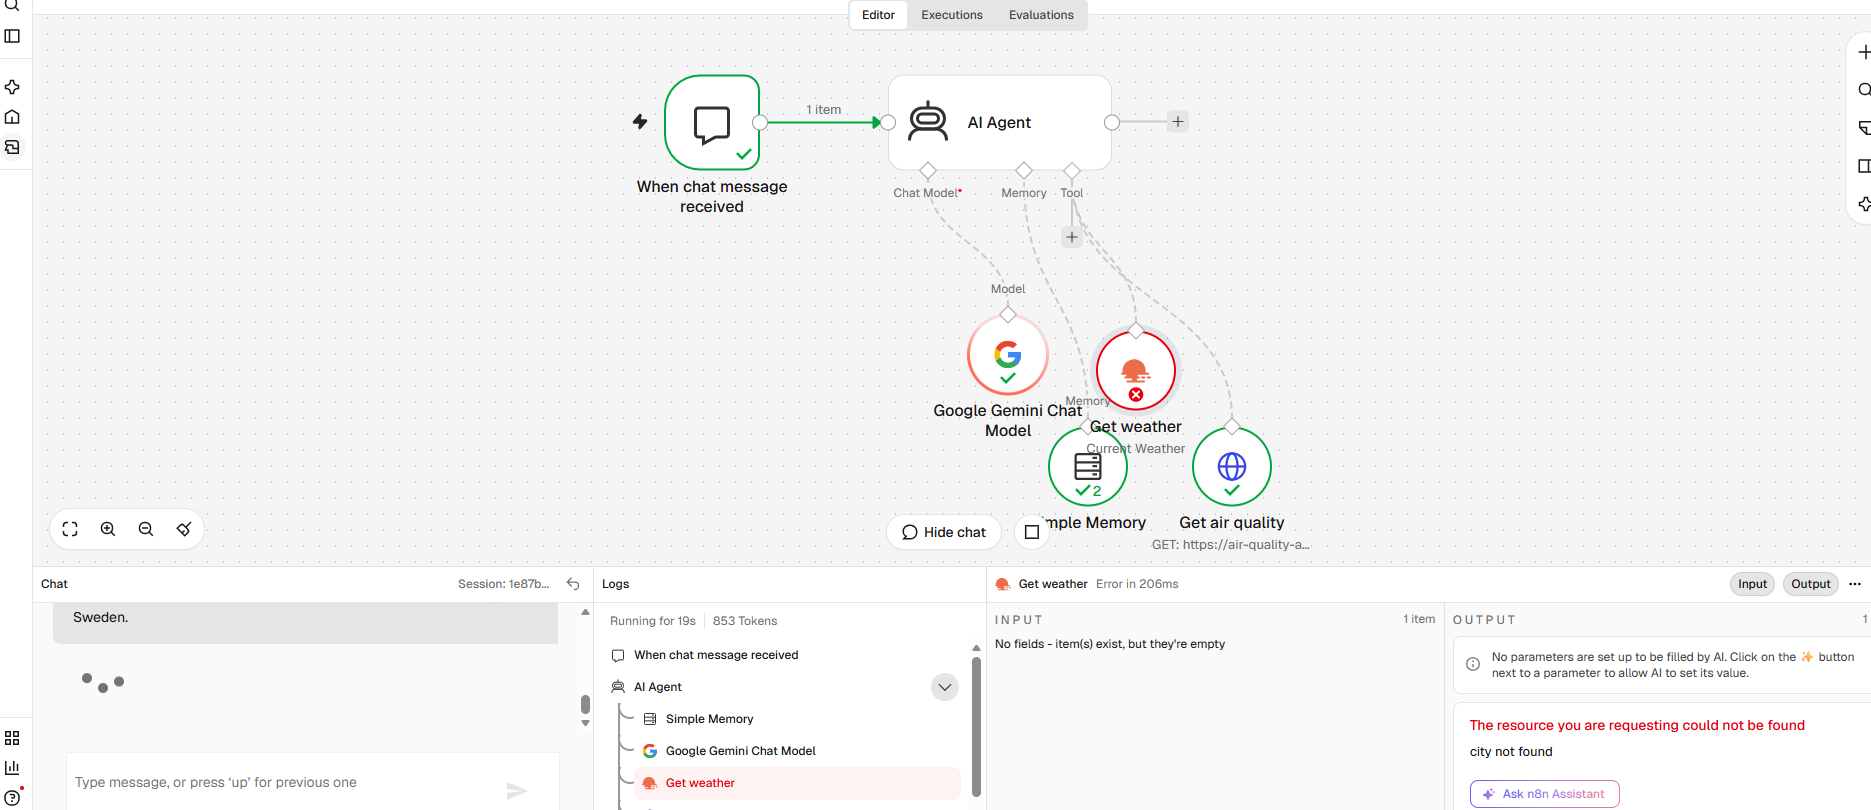 Editor
Executions
Evaluations
1 item
AI Agent
When chat message
received
Chat Model*
Memory
Tool
Model
Memory
Google Gemini Chat
Model
Get weather
Current Weather
2
mple Memory
Get air quality
GET: https://air-quality-a...
Hide chat
Chat
Session: 1e87b...
Sweden.
Type message, or press ‘up’ for previous one
Logs
Running for 19s
853 Tokens
When chat message received
AI Agent
Simple Memory
Google Gemini Chat Model
Get weather
Get weather
Error in 206ms
Input
Output
INPUT
1 item
No fields - item(s) exist, but they're empty
OUTPUT
1
No parameters are set up to be filled by AI. Click on the ✨ button
next to a parameter to allow AI to set its value.
The resource you are requesting could not be found
city not found
Ask n8n Assistant